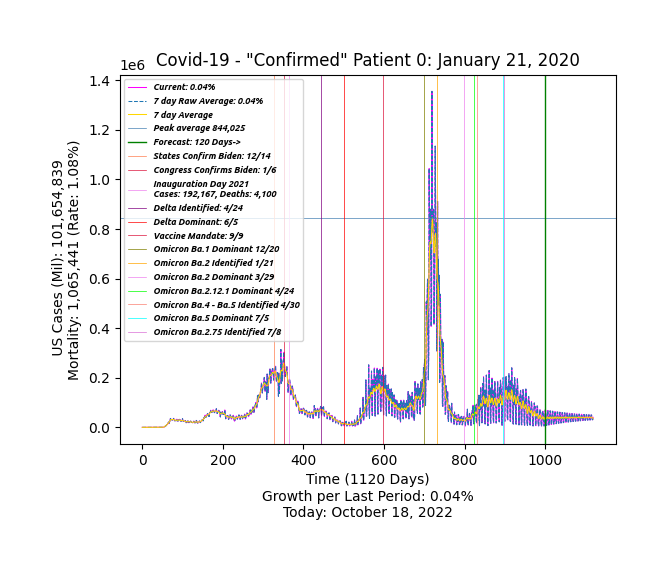 Covid-19 - "Confirmed" Patient 0: January 21, 2020
1e6
1.4
1.2
1.0
0.8
0.6
0.4
0.2
0.0
US Cases (Mil): 101,654,839
Mortality: 1,065,441 (Rate: 1.08%)
Current: 0.04%
7 day Raw Average: 0.04%
7 day Average
Peak average 844,025
Forecast: 120 Days->
States Confirm Biden: 12/14
Congress Confirms Biden: 1/6
Inauguration Day 2021
Cases: 192,167, Deaths: 4,100
Delta Identified: 4/24
Delta Dominant: 6/5
Vaccine Mandate: 9/9
Omicron Ba.1 Dominant 12/20
Omicron Ba.2 Identified 1/21
Omicron Ba.2 Dominant 3/29
Omicron Ba.2.12.1 Dominant 4/24
Omicron Ba.4 - Ba.5 Identified 4/30
Omicron Ba.5 Dominant 7/5
Omicron Ba.2.75 Identified 7/8
0 200 400 600 800 1000
Time (1120 Days)
Growth per Last Period: 0.04%
Today: October 18, 2022